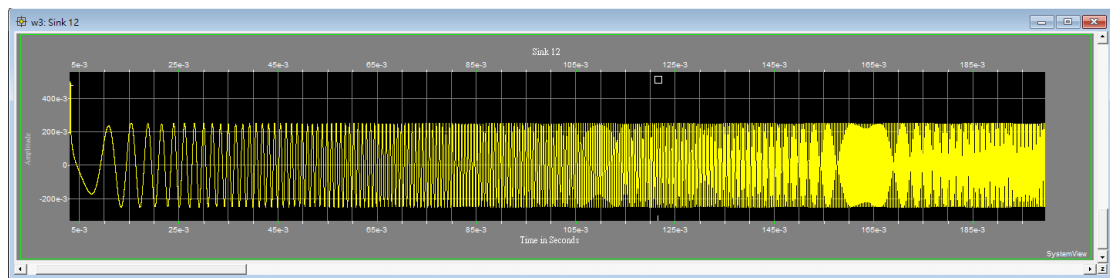 w3: Sink 12
Sink 12
5e-3 25e-3 45e-3 65e-3 85e-3 105e-3 125e-3 145e-3 165e-3 185e-3
400e-3
200e-3
0
-200e-3
Amplitude
5e-3 25e-3 45e-3 65e-3 85e-3 105e-3 125e-3 145e-3 165e-3 185e-3
Time in Seconds
SystemView